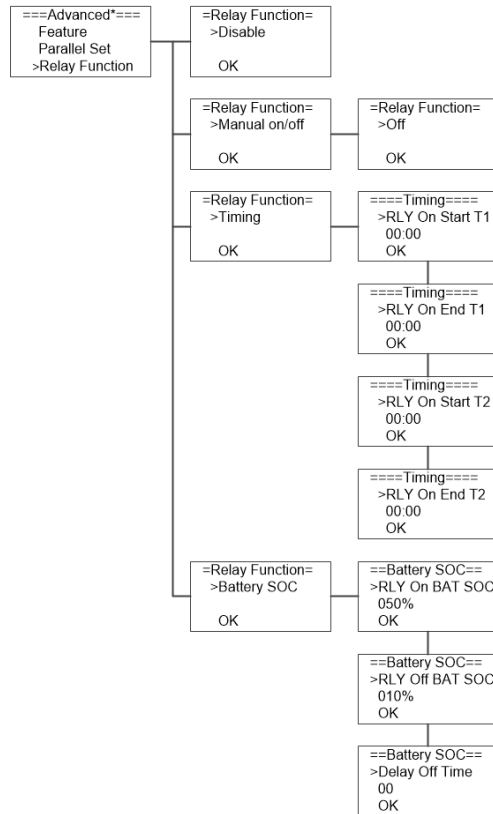 ===Advanced*===
Feature
Parallel Set
>Relay Function
=Relay Function=
>Disable
OK
=Relay Function=
>Manual on/off
OK
=Relay Function=
>Off
OK
=Relay Function=
>Timing
OK
====Timing====
>RLY On Start T1
00:00
OK
====Timing====
>RLY On End T1
00:00
OK
====Timing====
>RLY On Start T2
00:00
OK
====Timing====
>RLY On End T2
00:00
OK
=Relay Function=
>Battery SOC
OK
==Battery SOC==
>RLY On BAT SOC
050%
OK
==Battery SOC==
>RLY Off BAT SOC
010%
OK
==Battery SOC==
>Delay Off Time
00
OK